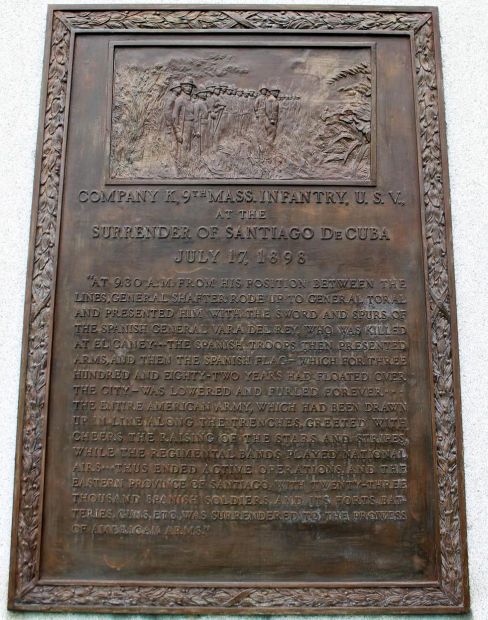 COMPANY K, 9TH MASS. INFANTRY, U. S. V.,
AT THE
SURRENDER OF SANTIAGO DE CUBA
JULY 17, 1898
"AT 9.30 A.M. FROM HIS POSITION BETWEEN THE
LINES, GENERAL SHAFTER RODE UP TO GENERAL TORAL
AND PRESENTED HIM WITH THE SWORD AND SPURS OF
THE SPANISH GENERAL VARA DEL REY, WHO WAS KILLED
AT EL CANEY--- THE SPANISH TROOPS THEN PRESENTED
ARMS, AND THEN THE SPANISH FLAG- WHICH FOR THREE
HUNDRED AND EIGHTY-TWO YEARS HAD FLOATED OVER
THE CITY- WAS LOWERED AND FURLED FOREVER.---
THE ENTIRE AMERICAN ARMY, WHICH HAD BEEN DRAWN
UP IN LINE ALONG THE TRENCHES, GREETED WITH
CHEERS THE RAISING OF THE STARS AND STRIPES,
WHILE THE REGIMENTAL BANDS PLAYED NATIONAL
AIRS--- THUS ENDED ACTIVE OPERATIONS, AND THE
EASTERN PROVINCE OF SANTIAGO, WITH TWENTY-THREE
THOUSAND SPANISH SOLDIERS, AND ITS FORTS, BAT-
TERIES, GUNS, ETC, WAS SURRENDERED TO THE PROWESS
OF AMERICAN ARMS."